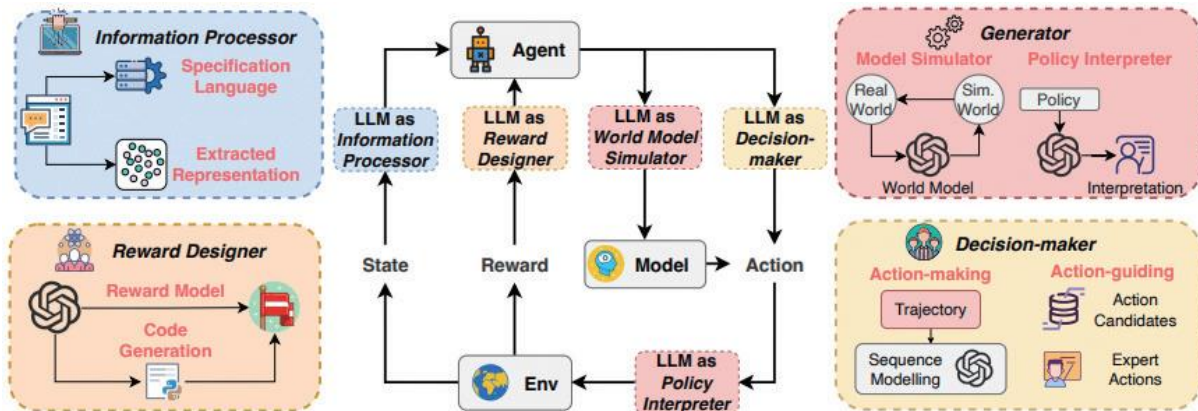 Information Processor
Specification
Language
Extracted
Representation
Reward Designer
Reward Model
Code
Generation
Agent
LLM as
Information
Processor
LLM as
Reward
Designer
LLM as
World Model
Simulator
LLM as
Decision-
maker
State
Reward
Model
Action
Env
LLM as
Policy
Interpreter
Generator
Model Simulator
Policy Interpreter
Real
World
Sim.
World
World Model
Policy
Interpretation
Decision-maker
Action-making
Action-guiding
Trajectory
Sequence
Modelling
Action
Candidates
Expert
Actions